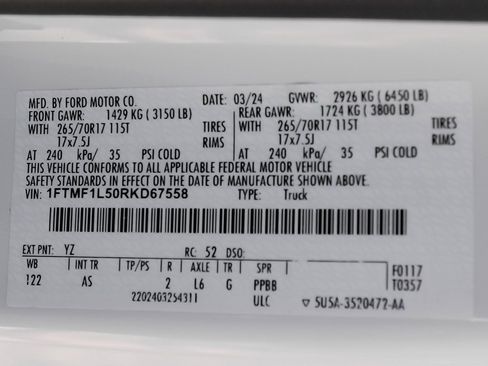 MFD. BY FORD MOTOR CO. DATE: 03/24 GVWR: 2926 KG ( 6450 LB)
FRONT GAWR: 1429 KG ( 3150 LB) REAR GAWR: 1724 KG ( 3800 LB)
WITH 265/70R17 115T TIRES WITH 265/70R17 115T TIRES
17x7.5J RIMS 17x7.5J RIMS
AT 240 kPa/ 35 PSI COLD AT 240 kPa/ 35 PSI COLD
THIS VEHICLE CONFORMS TO ALL APPLICABLE FEDERAL MOTOR VEHICLE
SAFETY STANDARDS IN EFFECT ON THE DATE OF MANUFACTURE SHOWN ABOVE.
VIN: 1FTMF1L50RKD67558 TYPE: Truck
EXT PNT: YZ RC: 52 DSO:
WB INT TR TP/PS R AXLE TR SPR F0117
122 AS 2 L6 G PPBB T0357
2202403254311 ULC ▽ 5U5A-3520472-AA